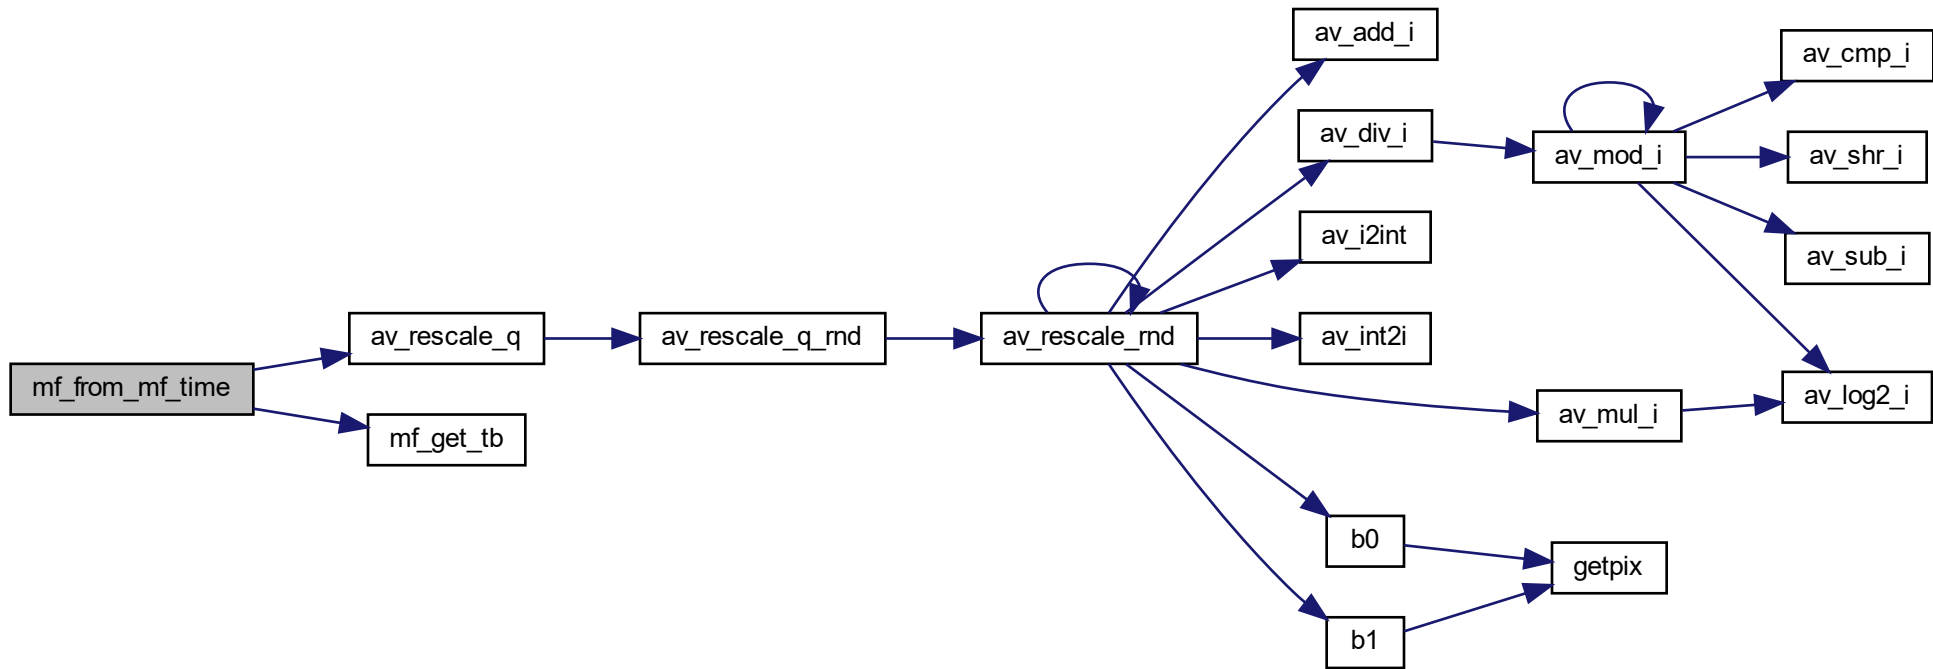 mf_from_mf_time
av_rescale_q
mf_get_tb
av_rescale_q_rnd
av_rescale_rnd
av_add_i
av_div_i
av_i2int
av_int2i
av_mul_i
b0
b1
av_mod_i
getpix
av_cmp_i
av_shr_i
av_sub_i
av_log2_i